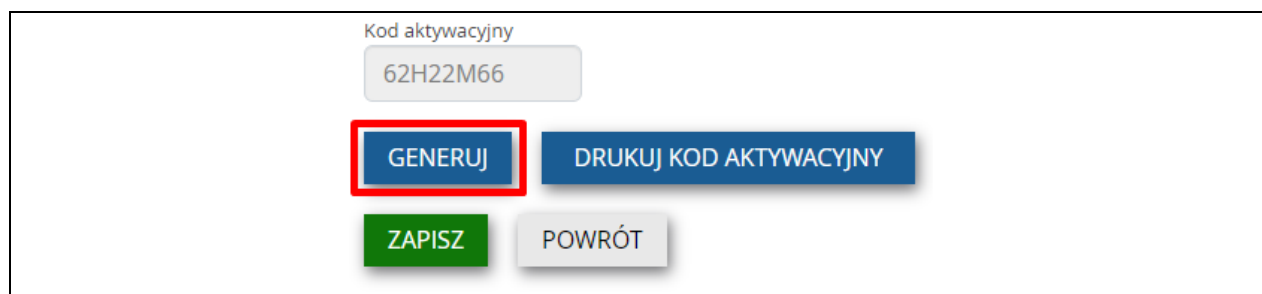 Kod aktywacyjny
62H22M66
GENERUJ DRUKUJ KOD AKTYWACYJNY
ZAPISZ POWRÓT